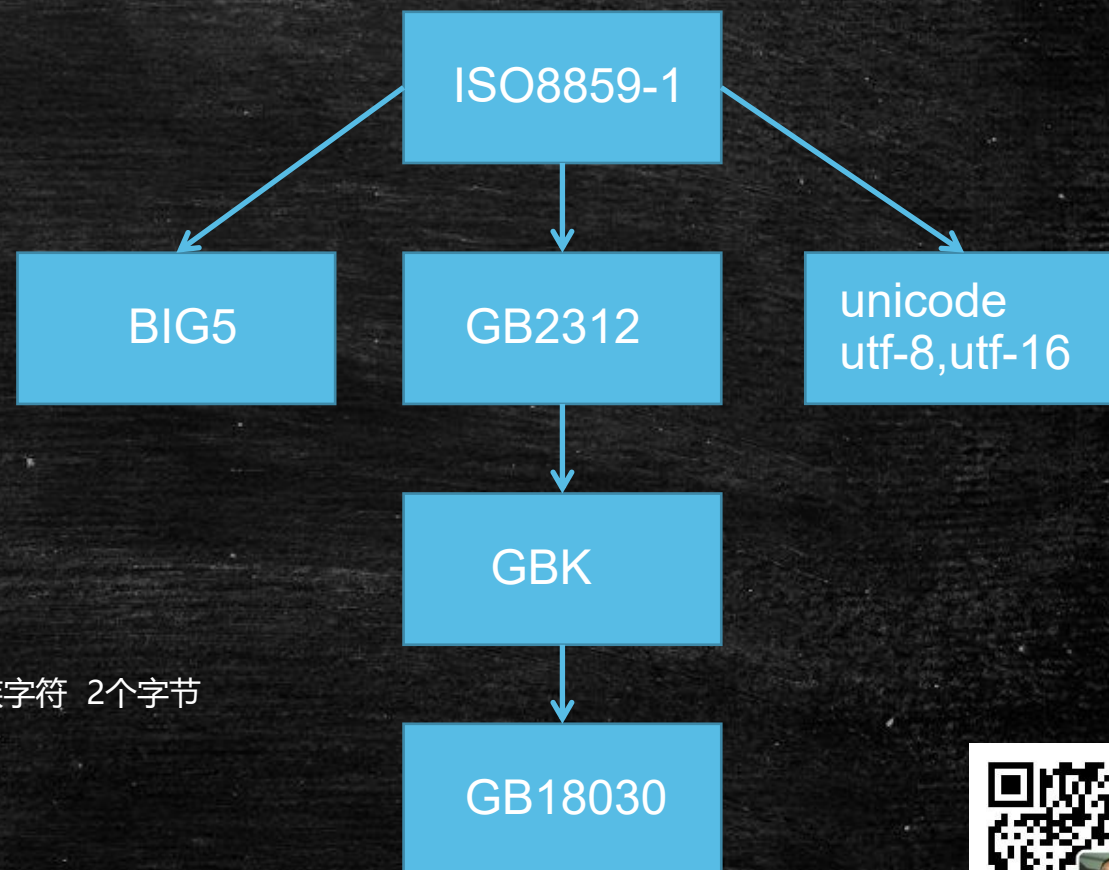 ISO8859-1
BIG5
GB2312
unicode
utf-8,utf-16
GBK
字符 2个字节
GB18030